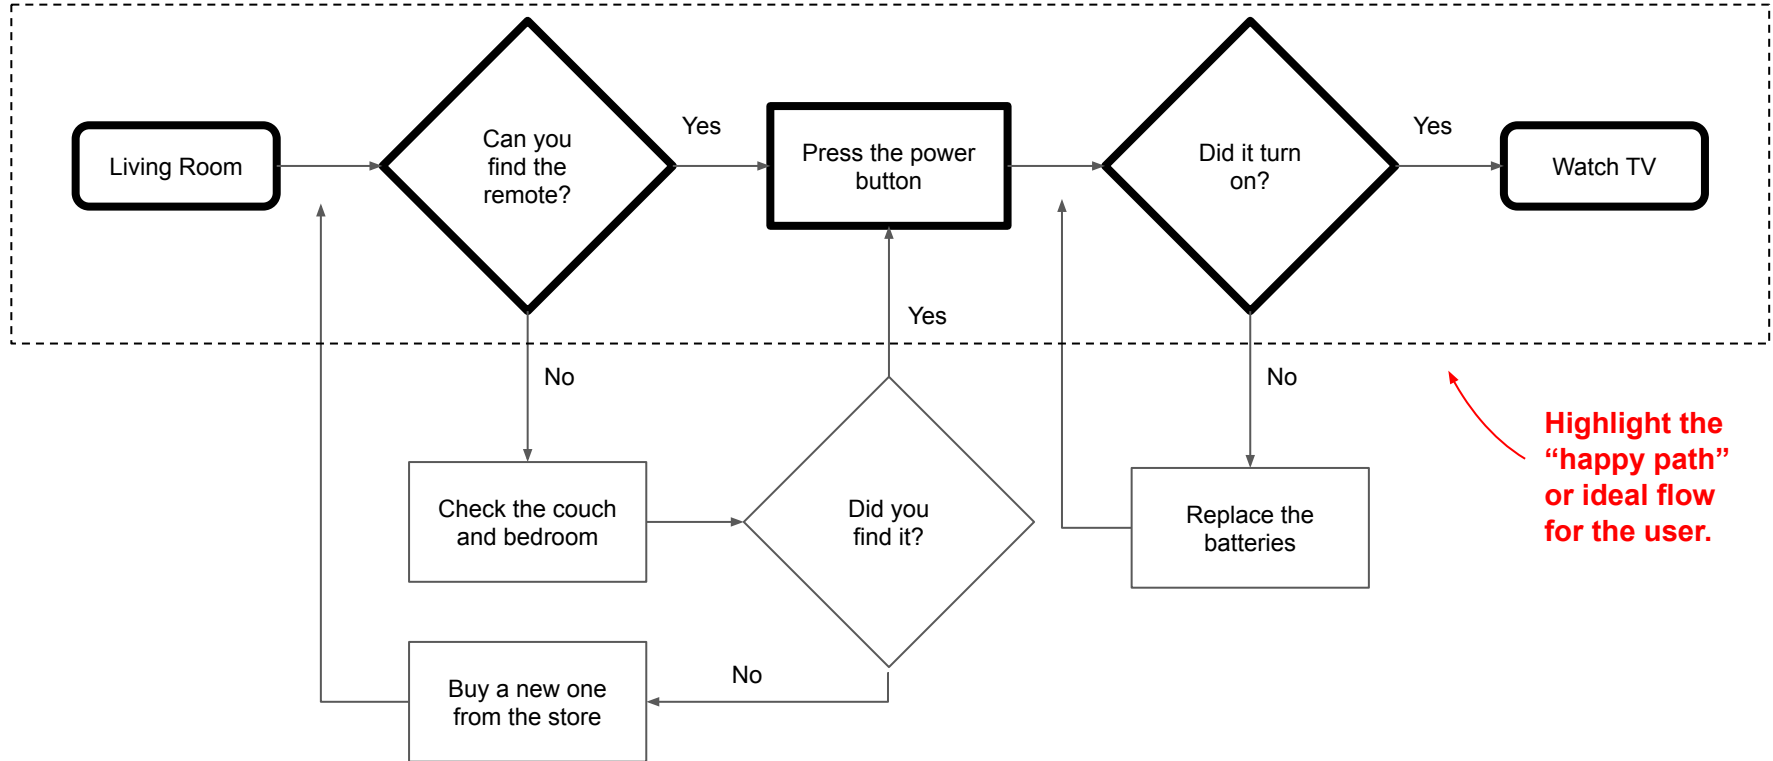 Living Room
Can you
find the
remote?
Yes
Press the power
button
Did it turn
on?
Yes
Watch TV
Yes
No
No
Check the couch
and bedroom
Did you
find it?
Replace the
batteries
Highlight the
“happy path”
or ideal flow
for the user.
Buy a new one
from the store
No